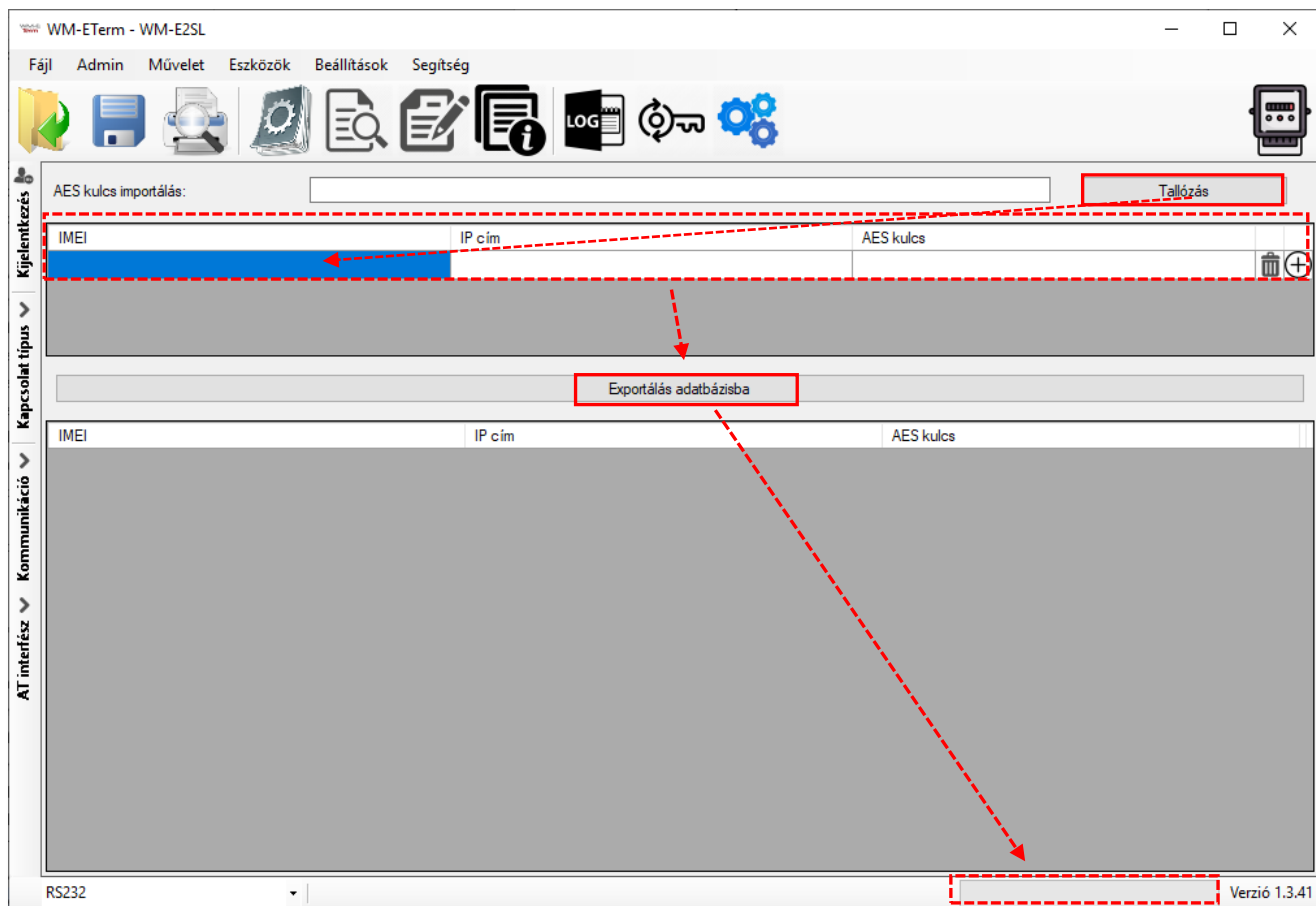 WM-ETerm - WM-E2SL
Fájl Admin Művelet Eszközök Beállítások Segítség
LOG
Kijelentkezés
Kapcsolat típus
Kommunikáció
AT interfész
AES kulcs importálás:
Tallózás
IMEI IP cím AES kulcs
Exportálás adatbázisba
IMEI IP cím AES kulcs
RS232
Verzió 1.3.41